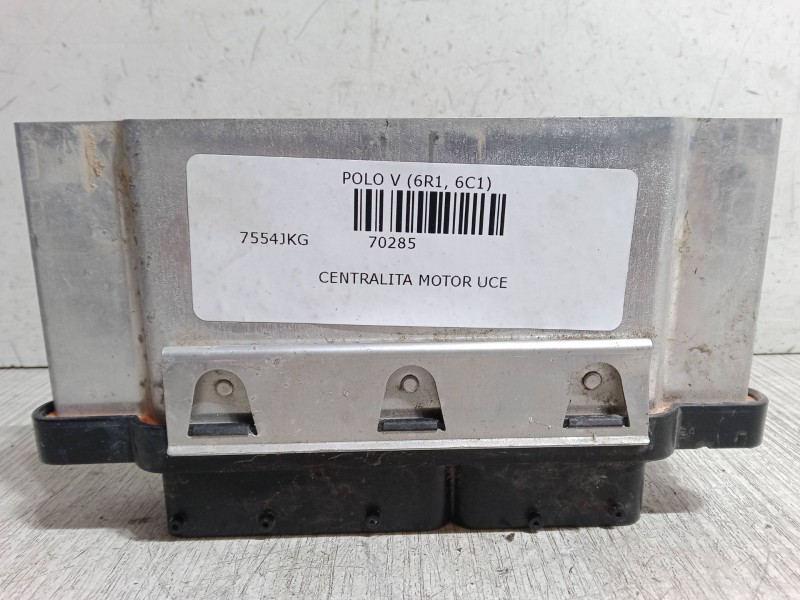 POLO V (6R1, 6C1)
7554JKG 70285
CENTRALITA MOTOR UCE